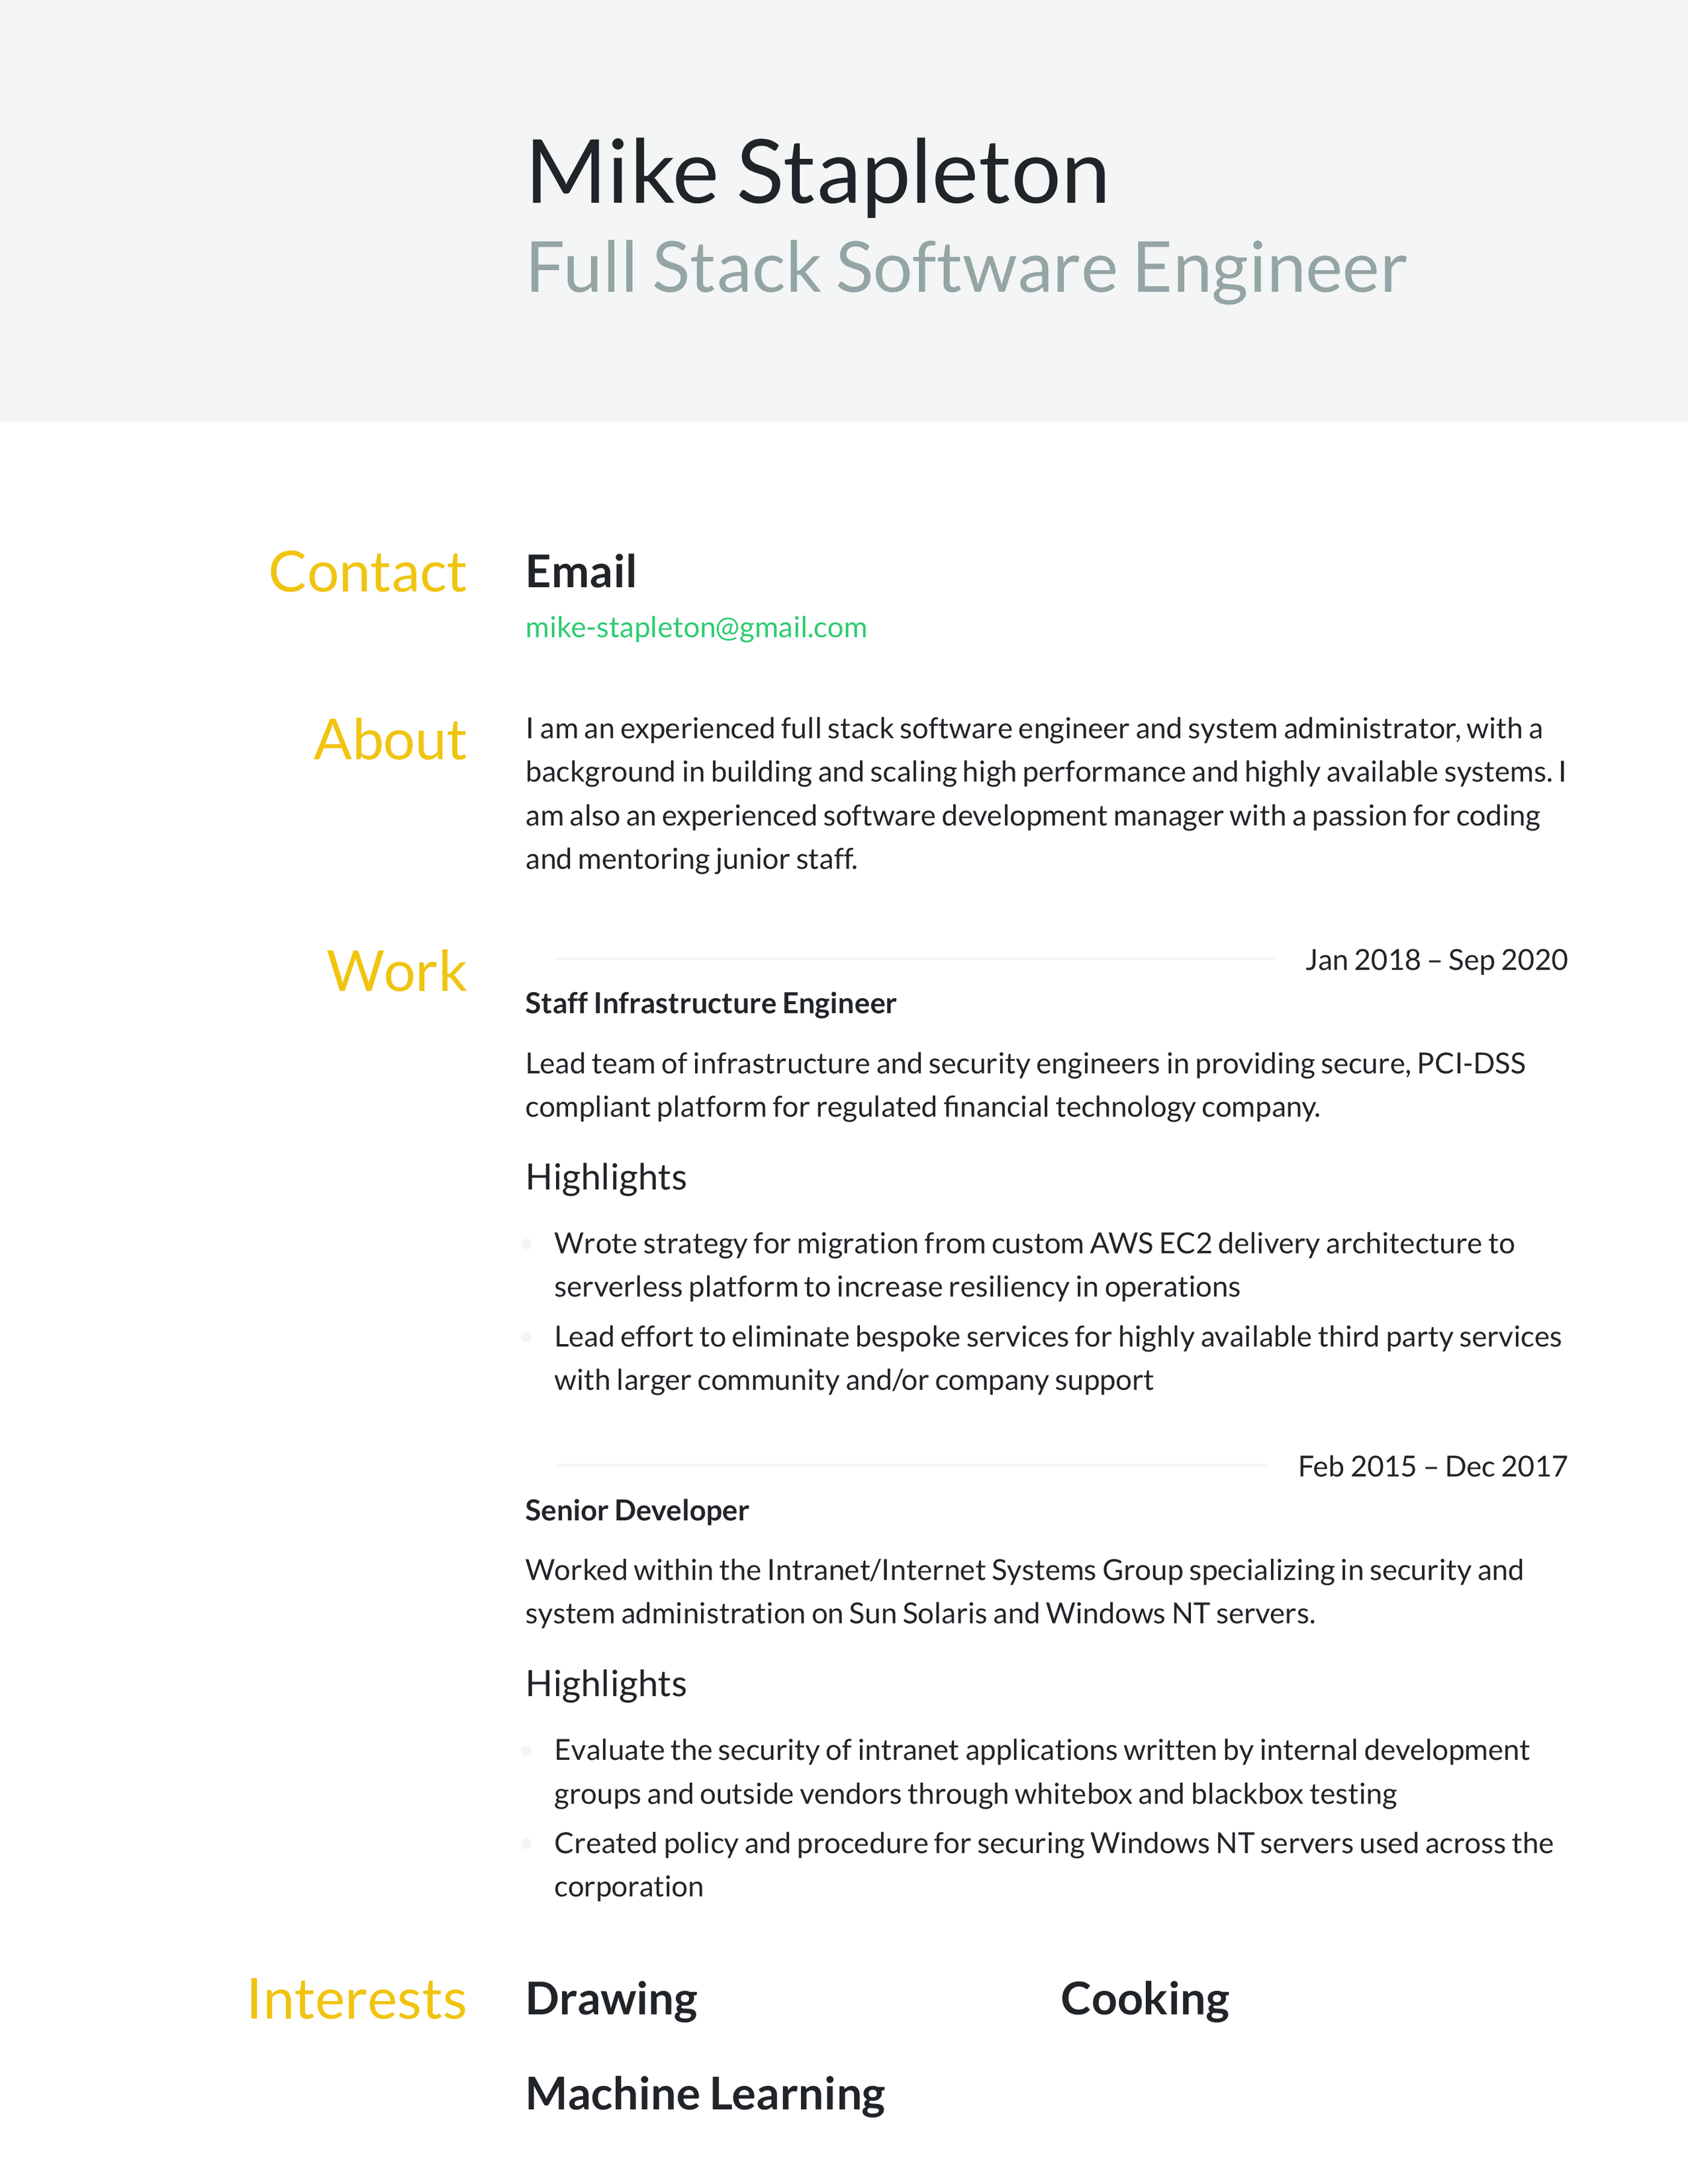 Mike Stapleton
Full Stack Software Engineer
Contact
Email
mike-stapleton@gmail.com
About
I am an experienced full stack software engineer and system administrator, with a
background in building and scaling high performance and highly available systems. I
am also an experienced software development manager with a passion for coding
and mentoring junior staff.
Work
Jan 2018 – Sep 2020
Staff Infrastructure Engineer
Lead team of infrastructure and security engineers in providing secure, PCI-DSS
compliant platform for regulated financial technology company.
Highlights
Wrote strategy for migration from custom AWS EC2 delivery architecture to
serverless platform to increase resiliency in operations
Lead effort to eliminate bespoke services for highly available third party services
with larger community and/or company support
Feb 2015 – Dec 2017
Senior Developer
Worked within the Intranet/Internet Systems Group specializing in security and
system administration on Sun Solaris and Windows NT servers.
Highlights
Evaluate the security of intranet applications written by internal development
groups and outside vendors through whitebox and blackbox testing
Created policy and procedure for securing Windows NT servers used across the
corporation
Interests
Drawing
Cooking
Machine Learning